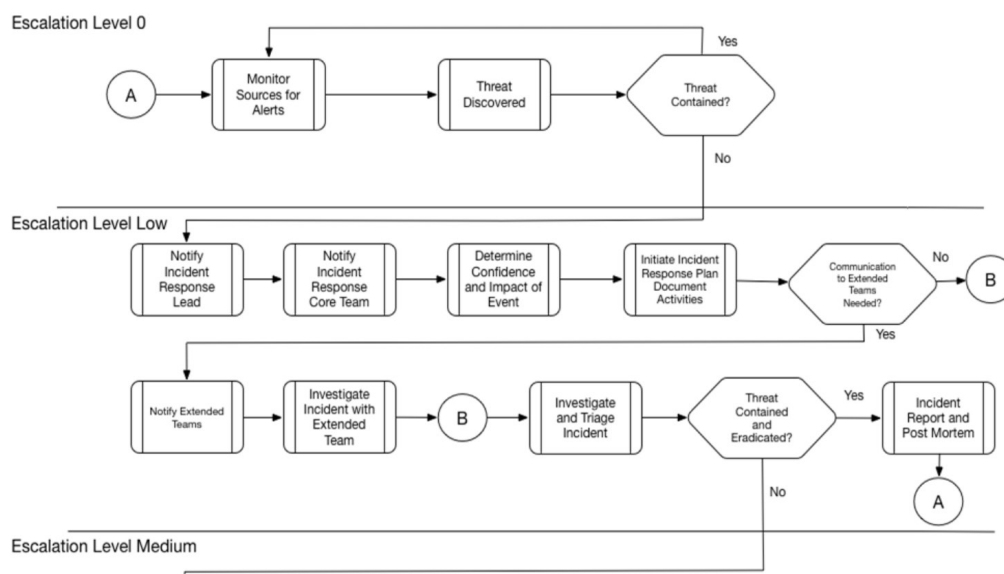 Escalation Level 0
Yes
A
Monitor
Sources for
Alerts
Threat
Discovered
Threat
Contained?
No
Escalation Level Low
Notify
Incident
Response
Lead
Notify
Incident
Response
Core Team
Determine
Confidence
and Impact of
Event
Initiate Incident
Response Plan
Document
Activities
Communication
to Extended
Teams
Needed?
No
B
Yes
Notify Extended
Teams
Investigate
Incident with
Extended
Team
B
Investigate
and Triage
Incident
Threat
Contained
and
Eradicated?
Yes
Incident
Report and
Post Mortem
No
A
Escalation Level Medium